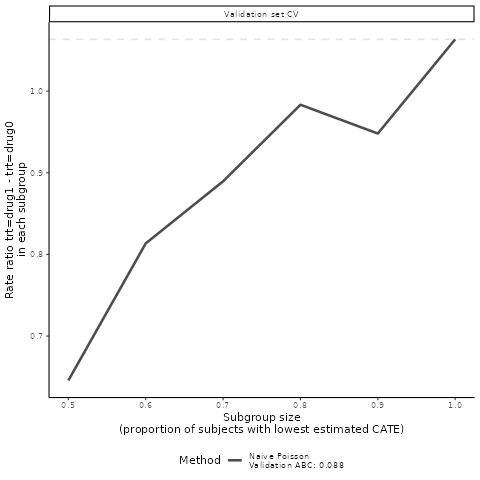 Validation set CV
Rate ratio trt=drug1 - trt=drug0
in each subgroup
1.0
0.9
0.8
0.7
0.5 0.6 0.7 0.8 0.9 1.0
Subgroup size
(proportion of subjects with lowest estimated CATE)
Method
Naive Poisson
Validation ABC: 0.088